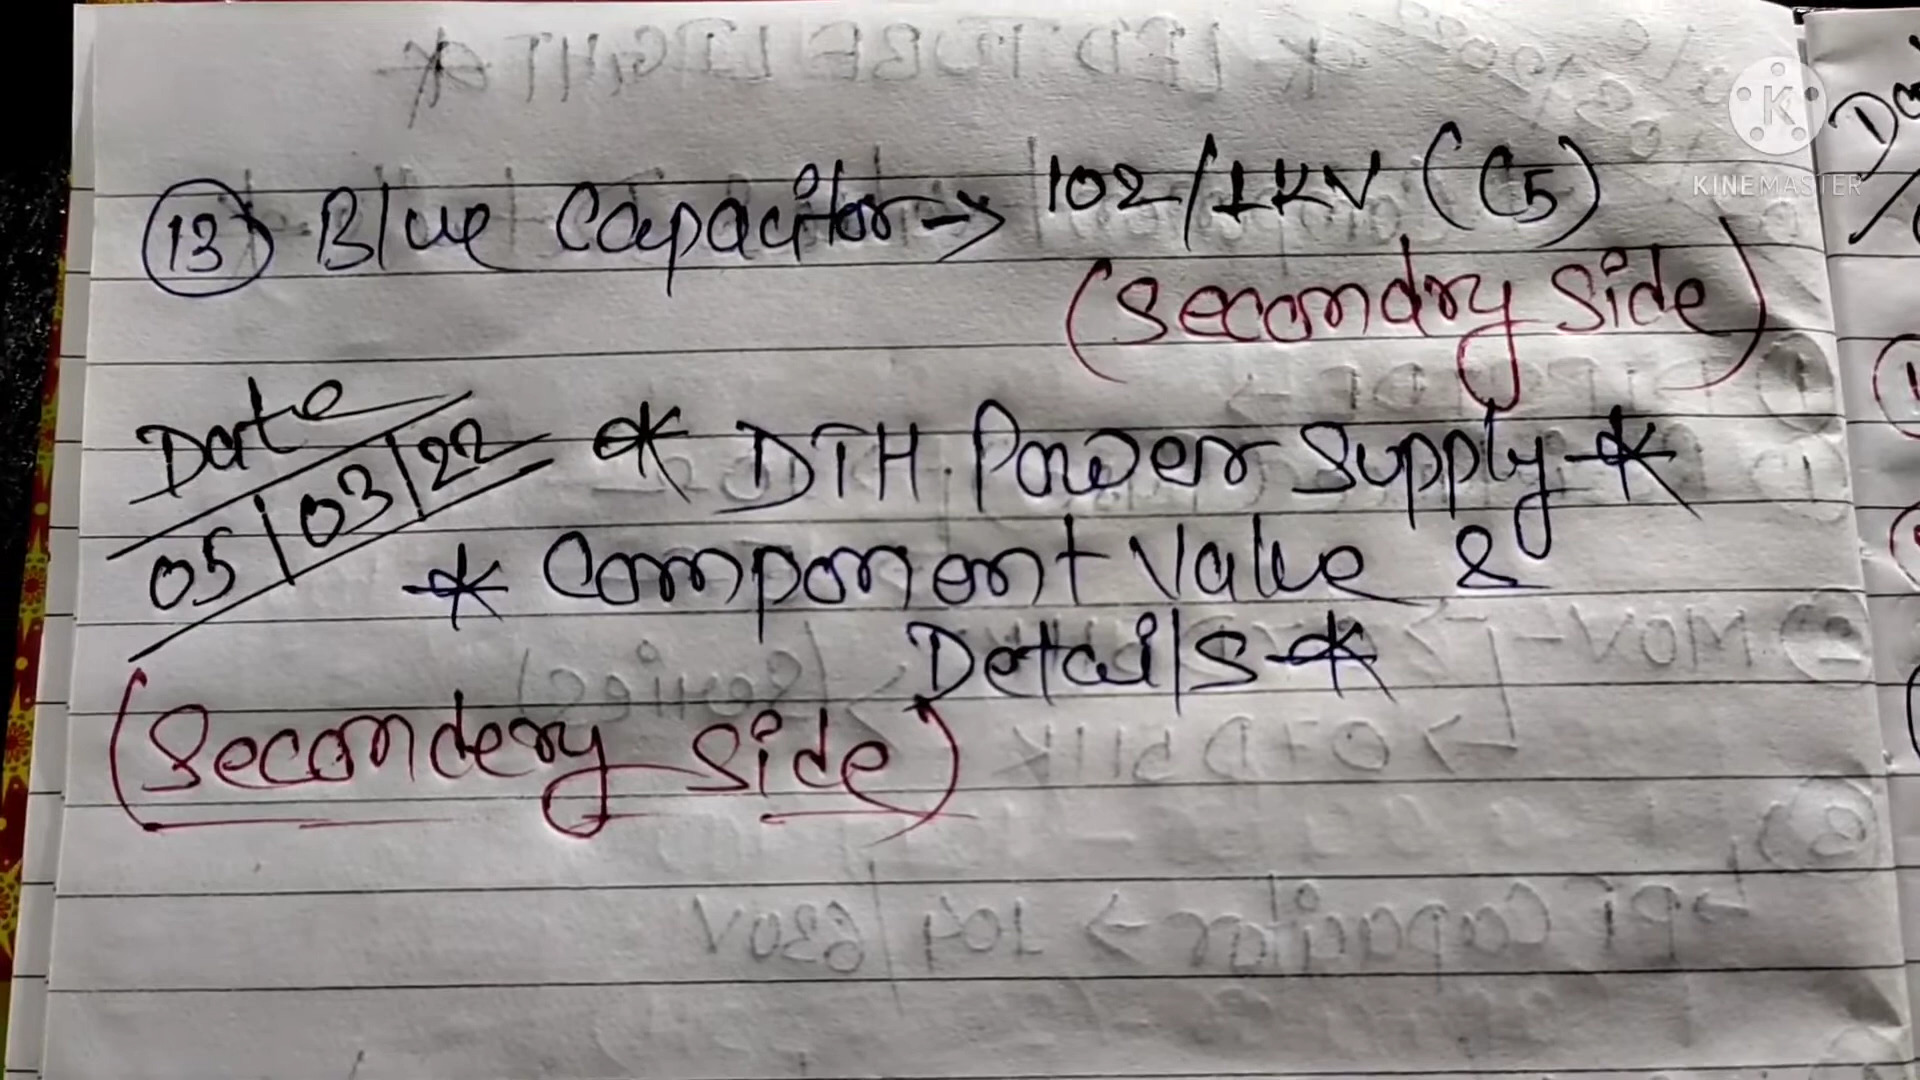 (13) Blue Capacitor → 102/1KV (C5)
(Secondry Side)
Date
05/03/22
* DTH Power Supply *
* Component Value &
Details *
(Secondery Side)
KINEMASTER